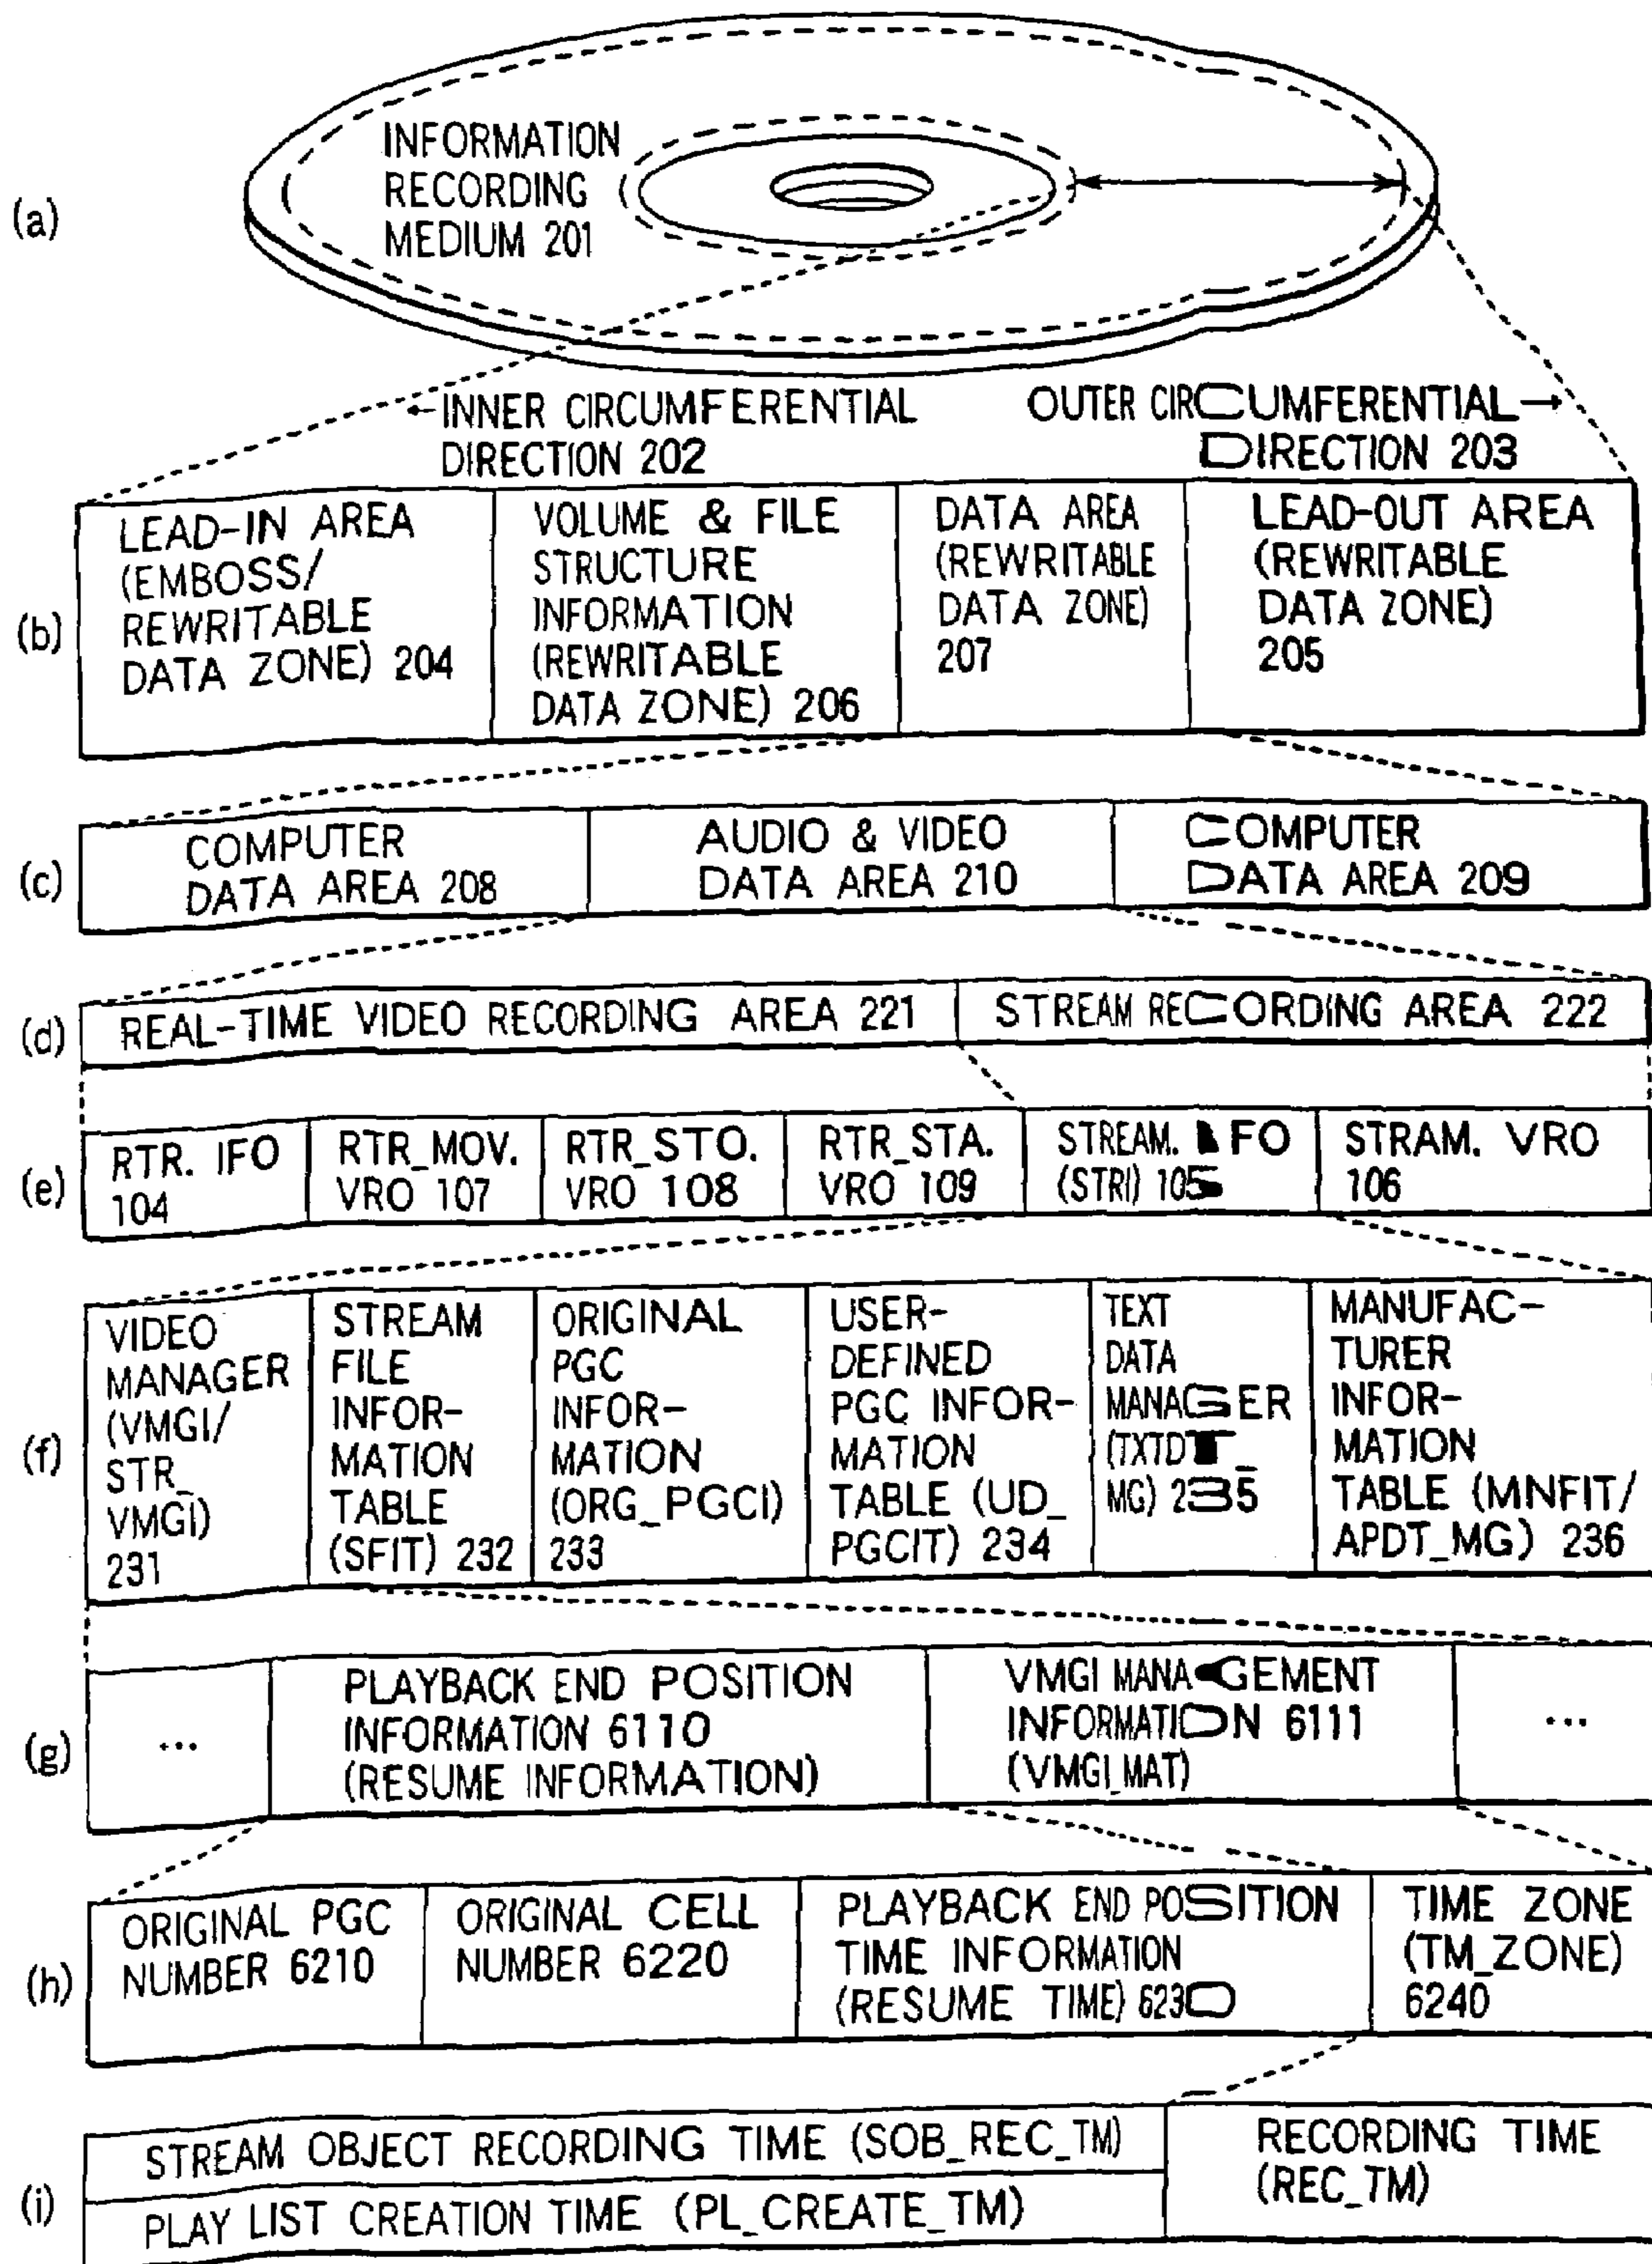 (a)
INFORMATION
RECORDING
MEDIUM 201
←INNER CIRCUMFERENTIAL
DIRECTION 202
OUTER CIRCUMFERENTIAL→
DIRECTION 203
(b)
LEAD-IN AREA
(EMBOSS/
REWRITABLE
DATA ZONE) 204
VOLUME & FILE
STRUCTURE
INFORMATION
(REWRITABLE
DATA ZONE) 206
DATA AREA
(REWRITABLE
DATA ZONE)
207
LEAD-OUT AREA
(REWRITABLE
DATA ZONE)
205
(c)
COMPUTER
DATA AREA 208
AUDIO & VIDEO
DATA AREA 210
COMPUTER
DATA AREA 209
(d)
REAL-TIME VIDEO RECORDING AREA 221
STREAM RECORDING AREA 222
(e)
RTR. IFO
104
RTR_MOV.
VRO 107
RTR_STO.
VRO 108
RTR_STA.
VRO 109
STREAM. IFO
(STRI) 105
STRAM. VRO
106
(f)
VIDEO
MANAGER
(VMGI/
STR_
VMGI)
231
STREAM
FILE
INFOR-
MATION
TABLE
(SFIT) 232
ORIGINAL
PGC
INFOR-
MATION
(ORG_PGCI)
233
USER-
DEFINED
PGC INFOR-
MATION
TABLE (UD_
PGCIT) 234
TEXT
DATA
MANAGER
(TXTDT_
MG) 235
MANUFAC-
TURER
INFOR-
MATION
TABLE (MNFIT/
APDT_MG) 236
(g)
...
PLAYBACK END POSITION
INFORMATION 6110
(RESUME INFORMATION)
VMGI MANAGEMENT
INFORMATION 6111
(VMGI_MAT)
...
(h)
ORIGINAL PGC
NUMBER 6210
ORIGINAL CELL
NUMBER 6220
PLAYBACK END POSITION
TIME INFORMATION
(RESUME TIME) 6230
TIME ZONE
(TM_ZONE)
6240
(i)
STREAM OBJECT RECORDING TIME (SOB_REC_TM)
PLAY LIST CREATION TIME (PL_CREATE_TM)
RECORDING TIME
(REC_TM)